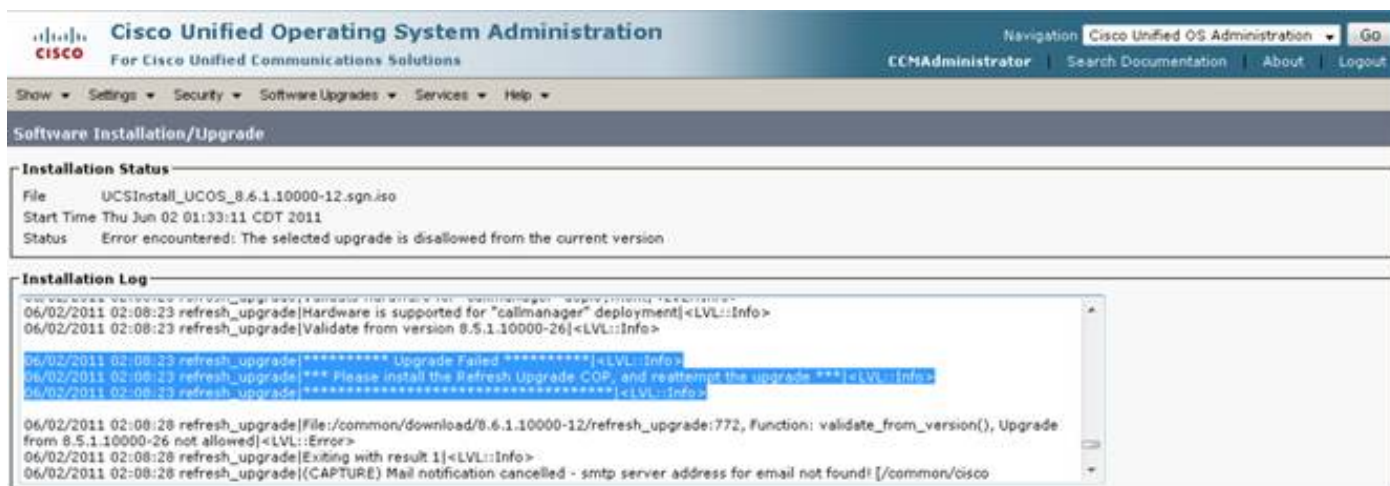 Cisco Unified Operating System Administration
Navigation Cisco Unified OS Administration Go
CISCO For Cisco Unified Communications Solutions
CCMAdministrator Search Documentation About Logout
Show Settings Security Software Upgrades Services Help
Software Installation/Upgrade
Installation Status
File UCSInstall_UCOS_8.6.1.10000-12.sgn.iso
Start Time Thu Jun 02 01:33:11 CDT 2011
Status Error encountered: The selected upgrade is disallowed from the current version
Installation Log
06/02/2011 02:08:23 refresh_upgrade|Hardware is supported for "callmanager" deployment|<LVL::Info>
06/02/2011 02:08:23 refresh_upgrade|Validate from version 8.5.1.10000-26|<LVL::Info>
06/02/2011 02:08:23 refresh_upgrade|********** Upgrade Failed **********|<LVL::Info>
06/02/2011 02:08:23 refresh_upgrade|*** Please install the Refresh Upgrade COP, and reattempt the upgrade ***|<LVL::Info>
06/02/2011 02:08:23 refresh_upgrade|*************************************|<LVL::Info>
06/02/2011 02:08:28 refresh_upgrade|File:/common/download/8.6.1.10000-12/refresh_upgrade:772, Function: validate_from_version(), Upgrade
from 8.5.1.10000-26 not allowed|<LVL::Error>
06/02/2011 02:08:28 refresh_upgrade|Exiting with result 1|<LVL::Info>
06/02/2011 02:08:28 refresh_upgrade|(CAPTURE) Mail notification cancelled - smtp server address for email not found! [/common/cisco